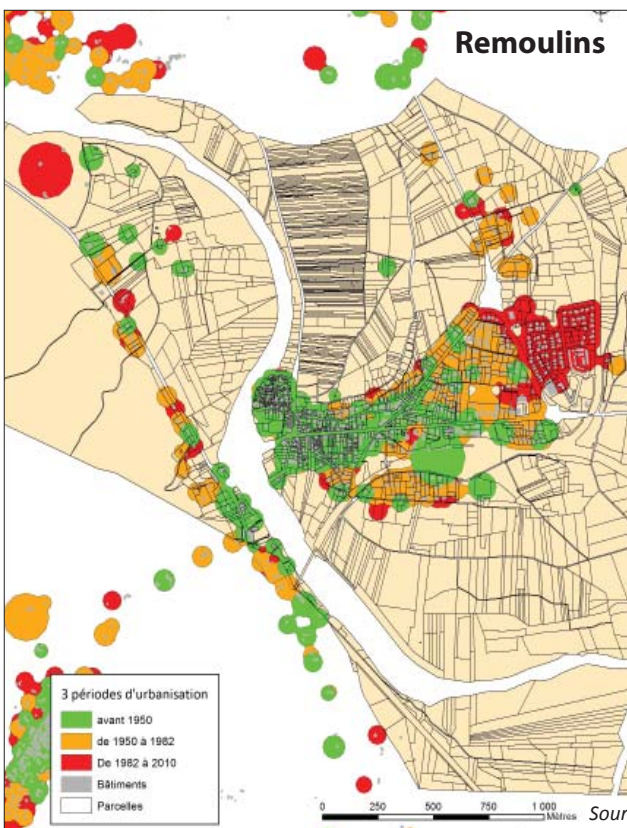 Remoulins
3 périodes d'urbanisation
avant 1950
de 1950 à 1982
De 1982 à 2010
Bâtiments
Parcelles
0 250 500 750 1 000
Mètres
Sour